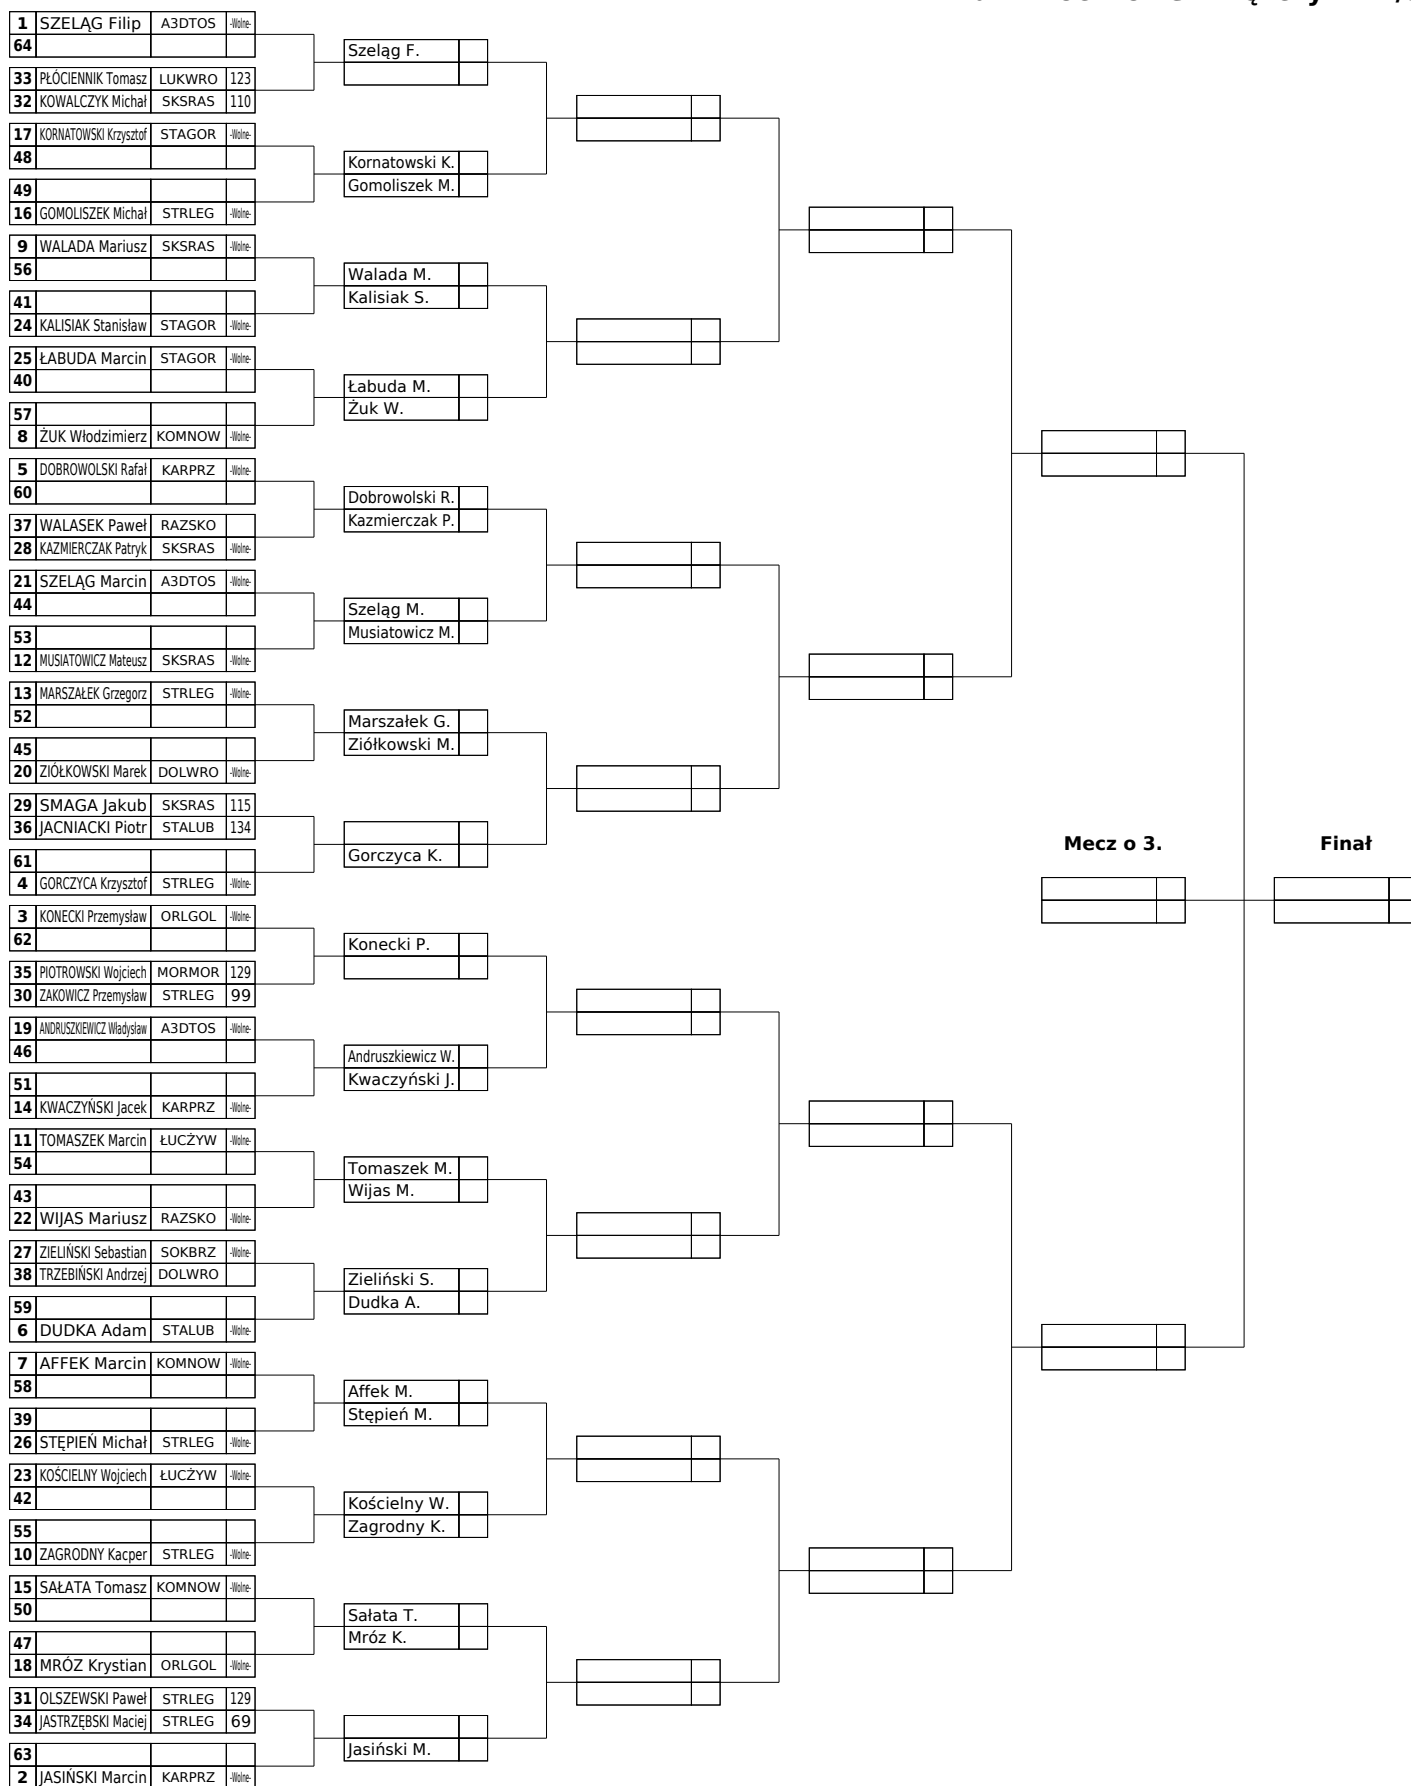 1 SZELĄG Filip A3DTOS -Wolne-
64
33 PŁÓCIENNIK Tomasz LUKWRO 123
32 KOWALCZYK Michał SKSRAS 110
17 KORNATOWSKI Krzysztof STAGOR -Wolne-
48
49
16 GOMOLISZEK Michał STRLEG -Wolne-
9 WALADA Mariusz SKSRAS -Wolne-
56
41
24 KALISIAK Stanisław STAGOR -Wolne-
25 ŁABUDA Marcin STAGOR -Wolne-
40
57
8 ŻUK Włodzimierz KOMNOW -Wolne-
5 DOBROWOLSKI Rafał KARPRZ -Wolne-
60
37 WALASEK Paweł RAZSKO
28 KAZMIERCZAK Patryk SKSRAS -Wolne-
21 SZELĄG Marcin A3DTOS -Wolne-
44
53
12 MUSIATOWICZ Mateusz SKSRAS -Wolne-
13 MARSZAŁEK Grzegorz STRLEG -Wolne-
52
45
20 ZIÓŁKOWSKI Marek DOLWRO -Wolne-
29 SMAGA Jakub SKSRAS 115
36 JACNIACKI Piotr STALUB 134
61
4 GORCZYCA Krzysztof STRLEG -Wolne-
3 KONECKI Przemysław ORLGOL -Wolne-
62
35 PIOTROWSKI Wojciech MORMOR 129
30 ZAKOWICZ Przemysław STRLEG 99
19 ANDRUSZKIEWICZ Władysław A3DTOS -Wolne-
46
51
14 KWACZYŃSKI Jacek KARPRZ -Wolne-
11 TOMASZEK Marcin ŁUCŻYW -Wolne-
54
43
22 WIJAS Mariusz RAZSKO -Wolne-
27 ZIELIŃSKI Sebastian SOKBRZ -Wolne-
38 TRZEBIŃSKI Andrzej DOLWRO
59
6 DUDKA Adam STALUB -Wolne-
7 AFFEK Marcin KOMNOW -Wolne-
58
39
26 STĘPIEŃ Michał STRLEG -Wolne-
23 KOŚCIELNY Wojciech ŁUCŻYW -Wolne-
42
55
10 ZAGRODNY Kacper STRLEG -Wolne-
15 SAŁATA Tomasz KOMNOW -Wolne-
50
47
18 MRÓZ Krystian ORLGOL -Wolne-
31 OLSZEWSKI Paweł STRLEG 129
34 JASTRZĘBSKI Maciej STRLEG 69
63
2 JASIŃSKI Marcin KARPRZ -Wolne-
Szeląg F.
Kornatowski K.
Gomoliszek M.
Walada M.
Kalisiak S.
Łabuda M.
Żuk W.
Dobrowolski R.
Kazmierczak P.
Szeląg M.
Musiatowicz M.
Marszałek G.
Ziółkowski M.
Gorczyca K.
Konecki P.
Andruszkiewicz W.
Kwaczyński J.
Tomaszek M.
Wijas M.
Zieliński S.
Dudka A.
Affek M.
Stępień M.
Kościelny W.
Zagrodny K.
Sałata T.
Mróz K.
Jasiński M.
Mecz o 3.
Finał